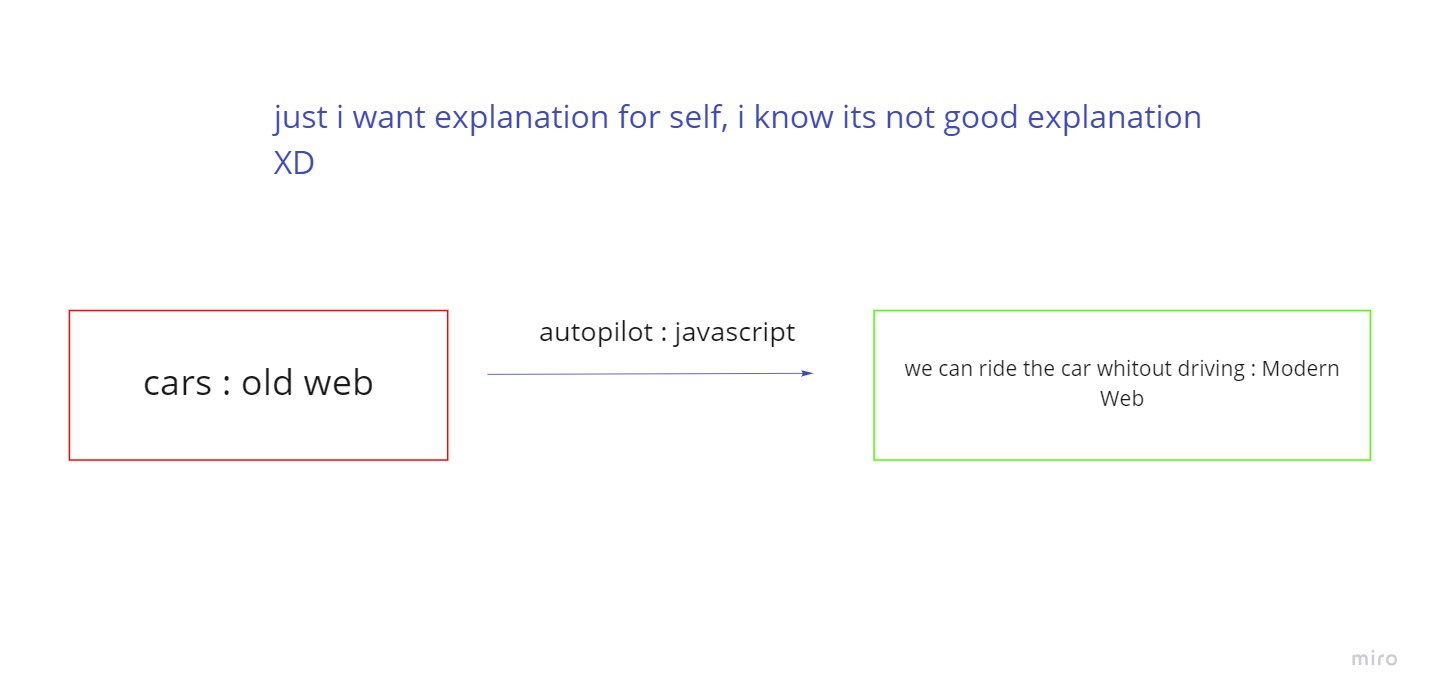 just i want explanation for self, i know its not good explanation
XD
cars : old web
autopilot : javascript
we can ride the car whitout driving : Modern
Web
miro